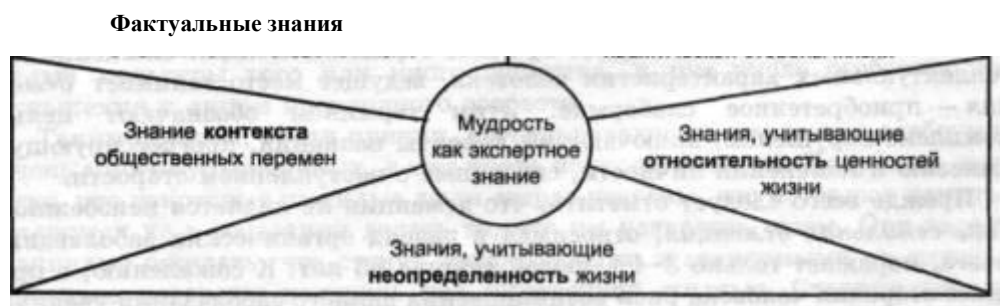 Фактуальные знания
Мудрость
как экспертное
знание
Знание контекста
общественных перемен
Знания, учитывающие
относительность ценностей
жизни
Знания, учитывающие
неопределенность жизни